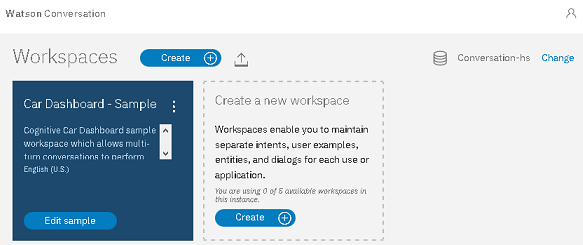 Watson Conversation
Workspaces
Create
Conversation-hs
Change
Car Dashboard - Sample
Cognitive Car Dashboard sample
workspace which allows multi-
turn conversations to perform
English (U.S.)
Edit sample
Create a new workspace
Workspaces enable you to maintain
separate intents, user examples,
entities, and dialogs for each use or
application.
You are using 0 of 5 available workspaces in
this instance.
Create